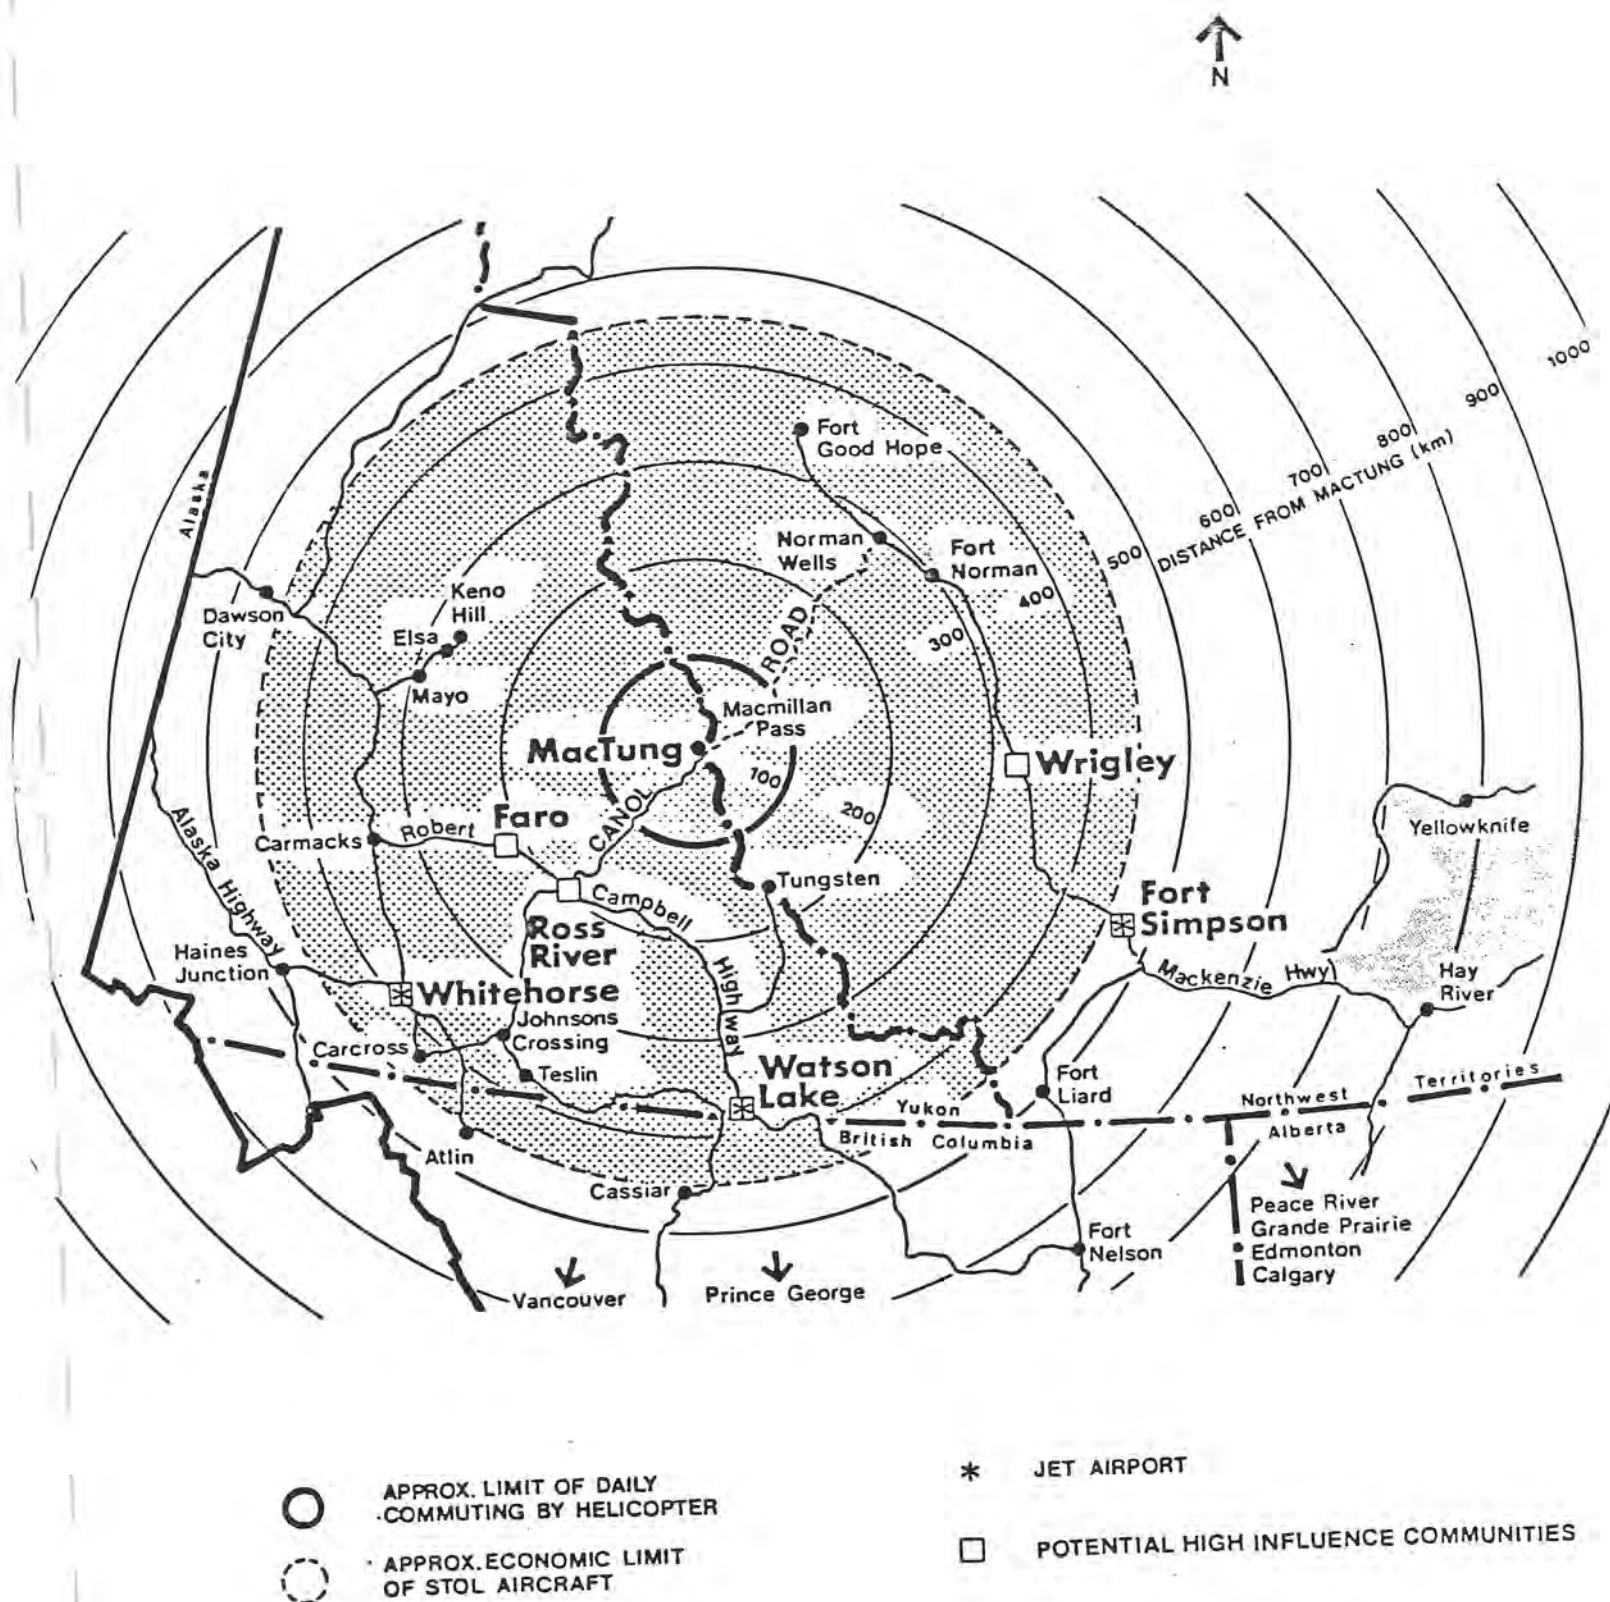 N
1000
900
800
700
DISTANCE FROM MACTUNG (km)
600
500
400
300
200
100
Alaska
Fort
Good Hope
Norman
Wells
Fort
Norman
Keno
Hill
Elsa
Mayo
Dawson
City
ROAD
Macmillan
Pass
MacTung
Wrigley
CANOL
Faro
Robert
Carmacks
Campbell
Highway
Tungsten
Ross
River
Alaska Highway
Haines
Junction
Whitehorse
Johnsons
Crossing
Carcross
Teslin
Watson
Lake
Atlin
Cassiar
Fort
Simpson
Mackenzie Hwy
Yellowknife
Hay
River
Fort
Liard
Yukon
British Columbia
Northwest Territories
Alberta
Fort
Nelson
Peace River
Grande Prairie
Edmonton
Calgary
Vancouver
Prince George
APPROX. LIMIT OF DAILY
COMMUTING BY HELICOPTER
APPROX. ECONOMIC LIMIT
OF STOL AIRCRAFT
* JET AIRPORT
POTENTIAL HIGH INFLUENCE COMMUNITIES